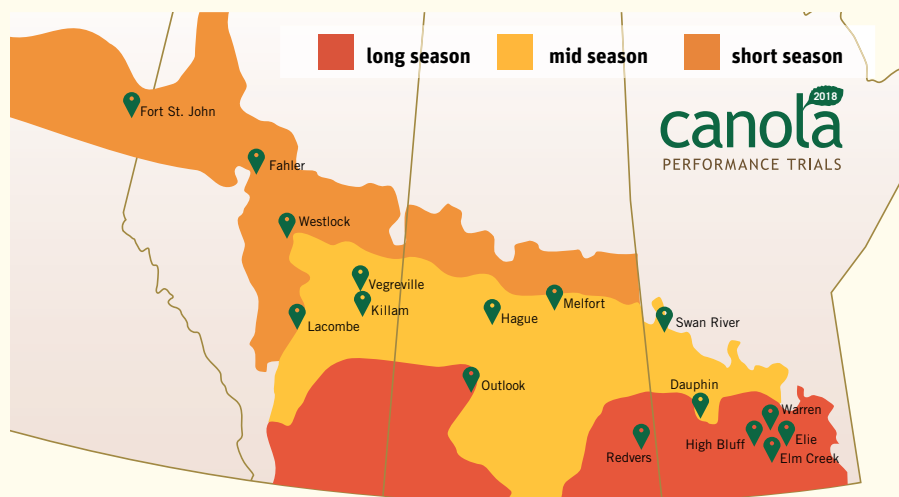 long season
mid season
short season
2018
canola
PERFORMANCE TRIALS
Fort St. John
Fahler
Westlock
Vegreville
Killam
Lacombe
Hague
Melfort
Swan River
Outlook
Dauphin
Warren
High Bluff
Elie
Redvers
Elm Creek